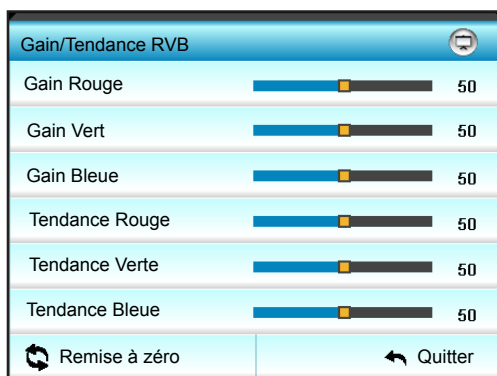 Gain/Tendance RVB
Gain Rouge 50
Gain Vert 50
Gain Bleue 50
Tendance Rouge 50
Tendance Verte 50
Tendance Bleue 50
Remise à zéro Quitter